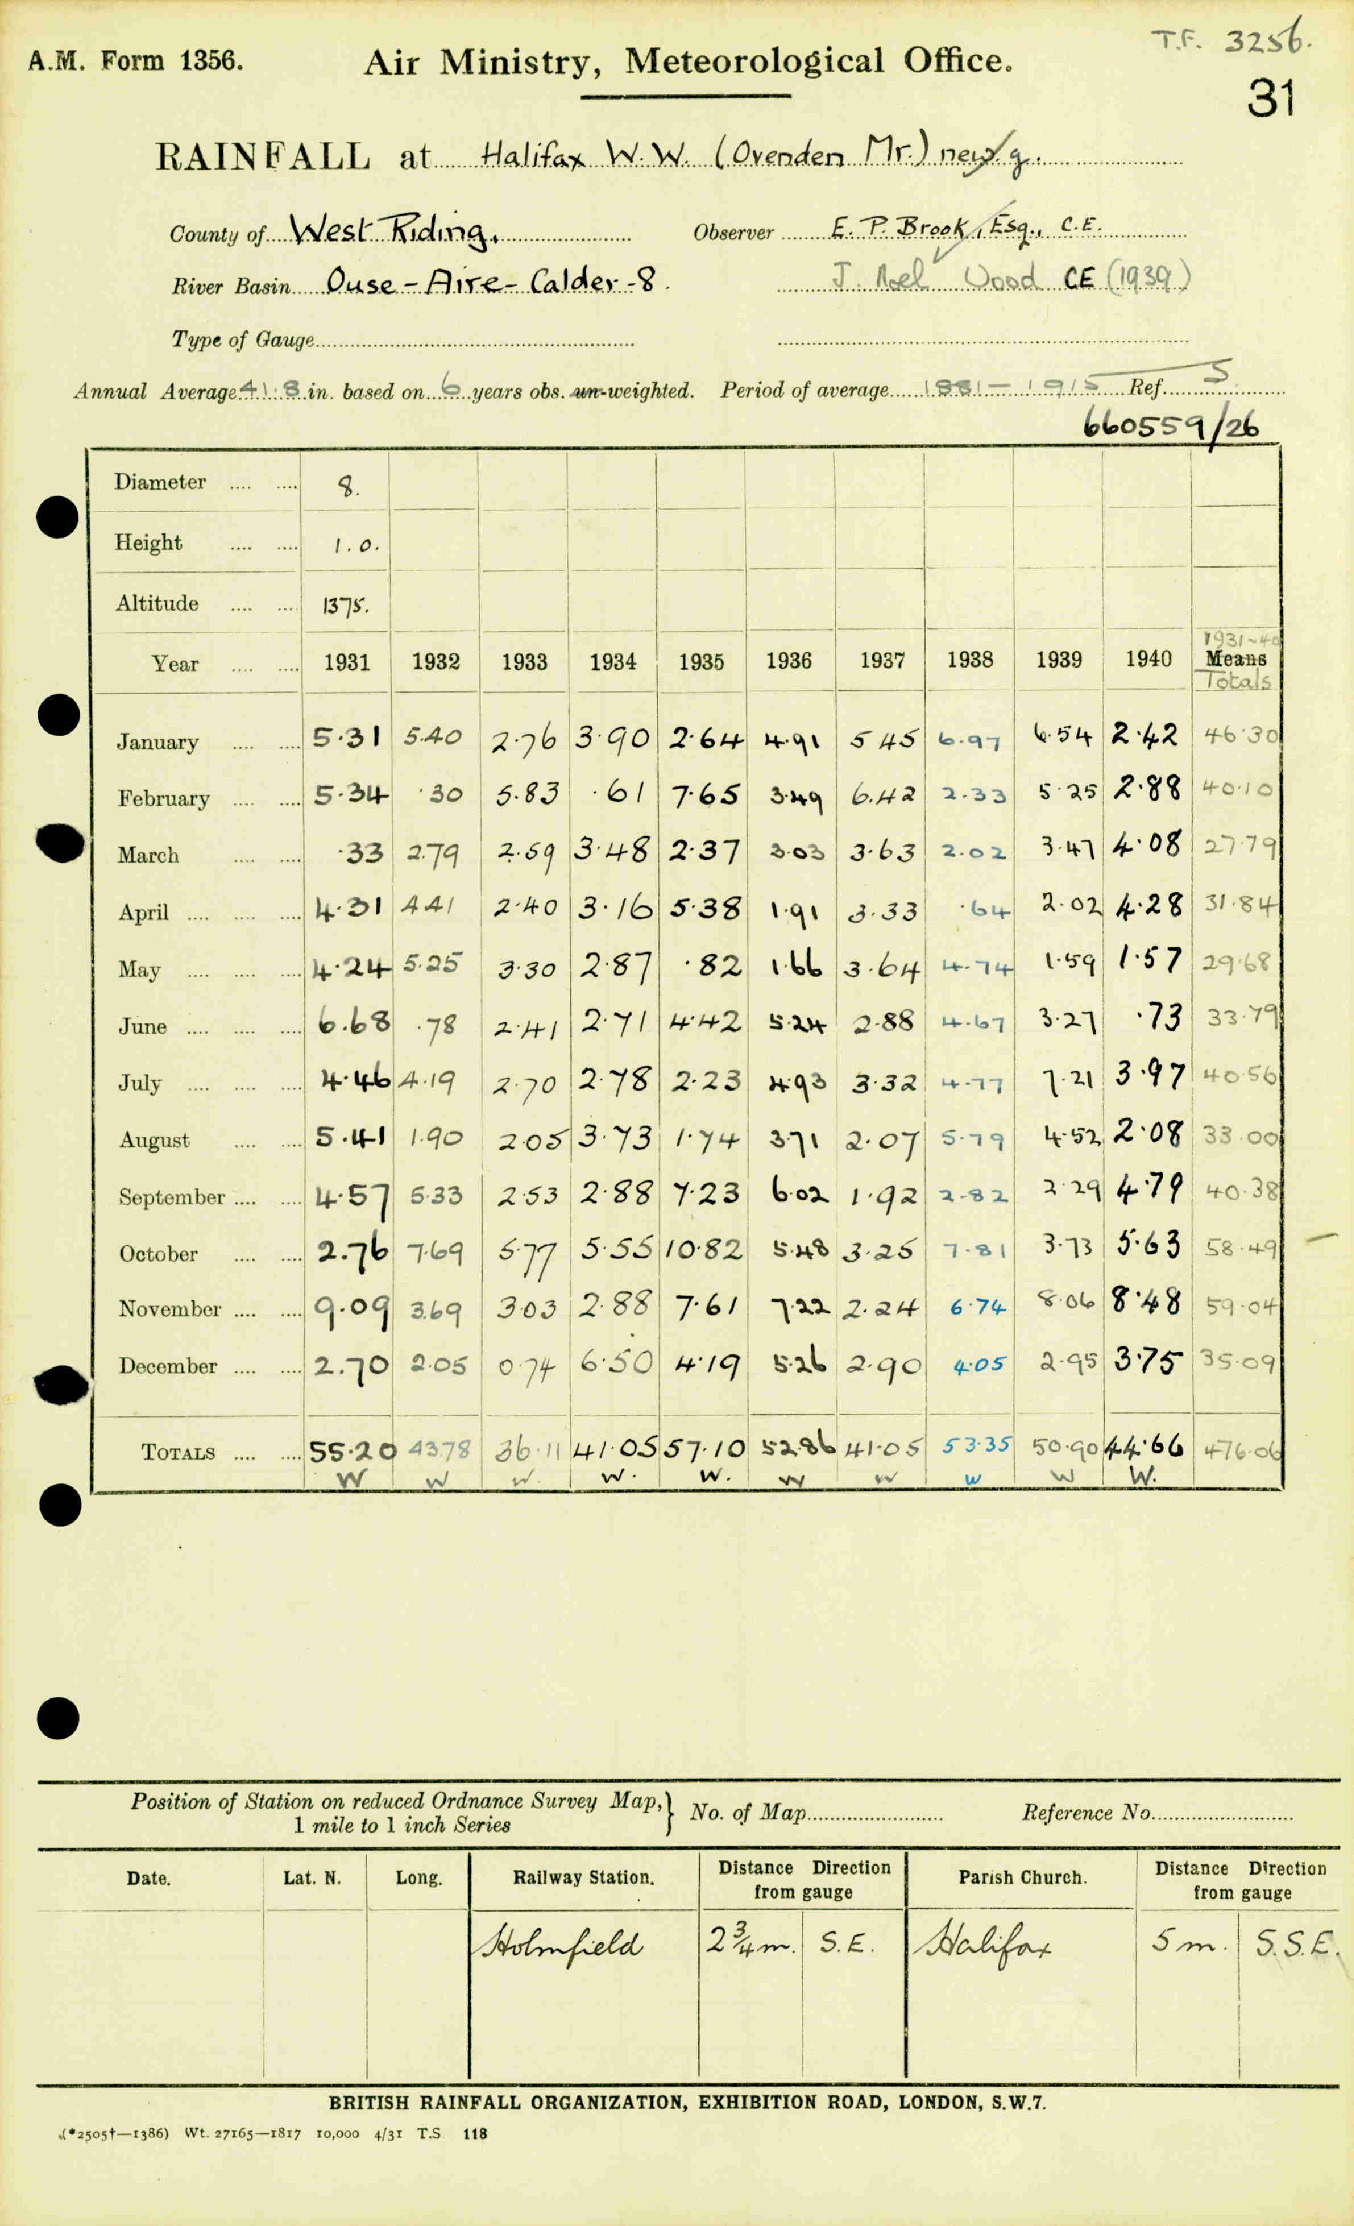 T.F. 3256.
A.M. Form 1356. Air Ministry, Meteorological Office.
31
RAINFALL at Halifax W.W. (Ovenden Mr.) new g.
County of West Riding. Observer E. P. Brook, Esq., C.E.
River Basin Ouse - Aire - Calder - 8. J. Noel Wood CE (1939)
Type of Gauge
Annual Average 41.8 in. based on 6 years obs. un-weighted. Period of average 1881-1915 Ref. S
660559/26
Diameter 8.
Height 1.0.
Altitude 1375.
1931-40
Year 1931 1932 1933 1934 1935 1936 1937 1938 1939 1940 Means
Totals
January 5.31 5.40 2.76 3.90 2.64 4.91 5.45 6.97 6.54 2.42 46.30
February 5.34 .30 5.83 .61 7.65 3.49 6.42 2.33 5.25 2.88 40.10
March .33 2.79 2.59 3.48 2.37 3.03 3.63 2.02 3.47 4.08 27.79
April 4.31 4.41 2.40 3.16 5.38 1.91 3.33 .64 2.02 4.28 31.84
May 4.24 5.25 3.30 2.87 .82 1.66 3.64 4.74 1.59 1.57 29.68
June 6.68 .78 2.41 2.71 4.42 5.24 2.88 4.67 3.27 .73 33.79
July 4.46 4.19 2.70 2.78 2.23 4.93 3.32 4.77 7.21 3.97 40.56
August 5.41 1.90 2.05 3.73 1.74 3.71 2.07 5.79 4.52 2.08 33.00
September 4.57 5.33 2.53 2.88 7.23 6.02 1.92 2.82 2.29 4.79 40.38
October 2.76 7.69 5.77 5.55 10.82 5.48 3.25 7.81 3.73 5.63 58.49
November 9.09 3.69 3.03 2.88 7.61 7.22 2.24 6.74 8.06 8.48 59.04
December 2.70 2.05 0.74 6.50 4.19 5.26 2.90 4.05 2.95 3.75 35.09
TOTALS 55.20 43.78 36.11 41.05 57.10 52.86 41.05 53.35 50.90 44.66 476.06
W W W. W. W. W W W W W.
Position of Station on reduced Ordnance Survey Map, } No. of Map Reference No.
1 mile to 1 inch Series
Date. Lat. N. Long. Railway Station. Distance Direction from gauge Parish Church. Distance Direction from gauge
Holmfield 2 3/4 m. S.E. Halifax 5 m. S.S.E.
BRITISH RAINFALL ORGANIZATION, EXHIBITION ROAD, LONDON, S.W.7.
(*2505†—1386) Wt. 27165—1817 10,000 4/31 T.S. 118